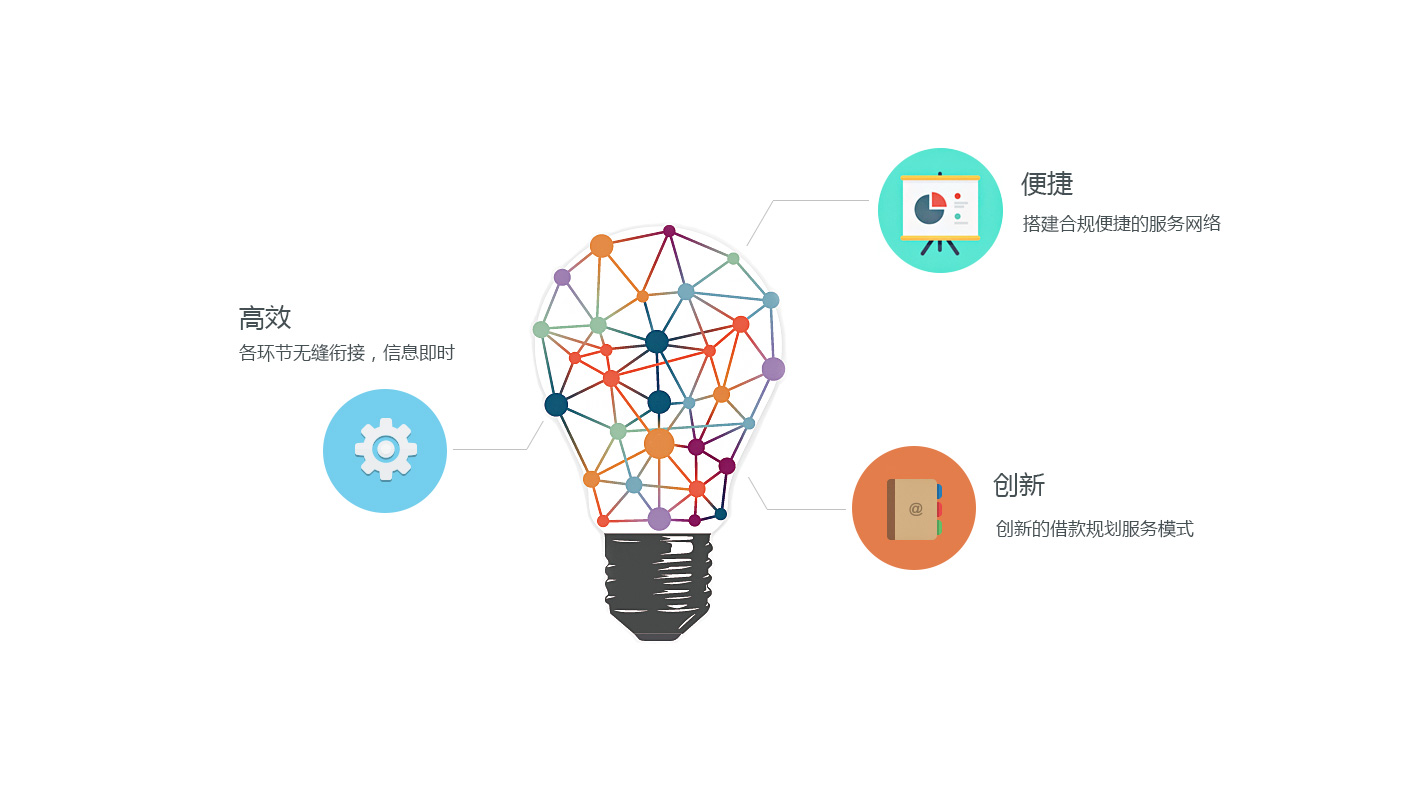 便捷
搭建合规便捷的服务网络
高效
各环节无缝衔接，信息即时
创新
@
创新的借款规划服务模式